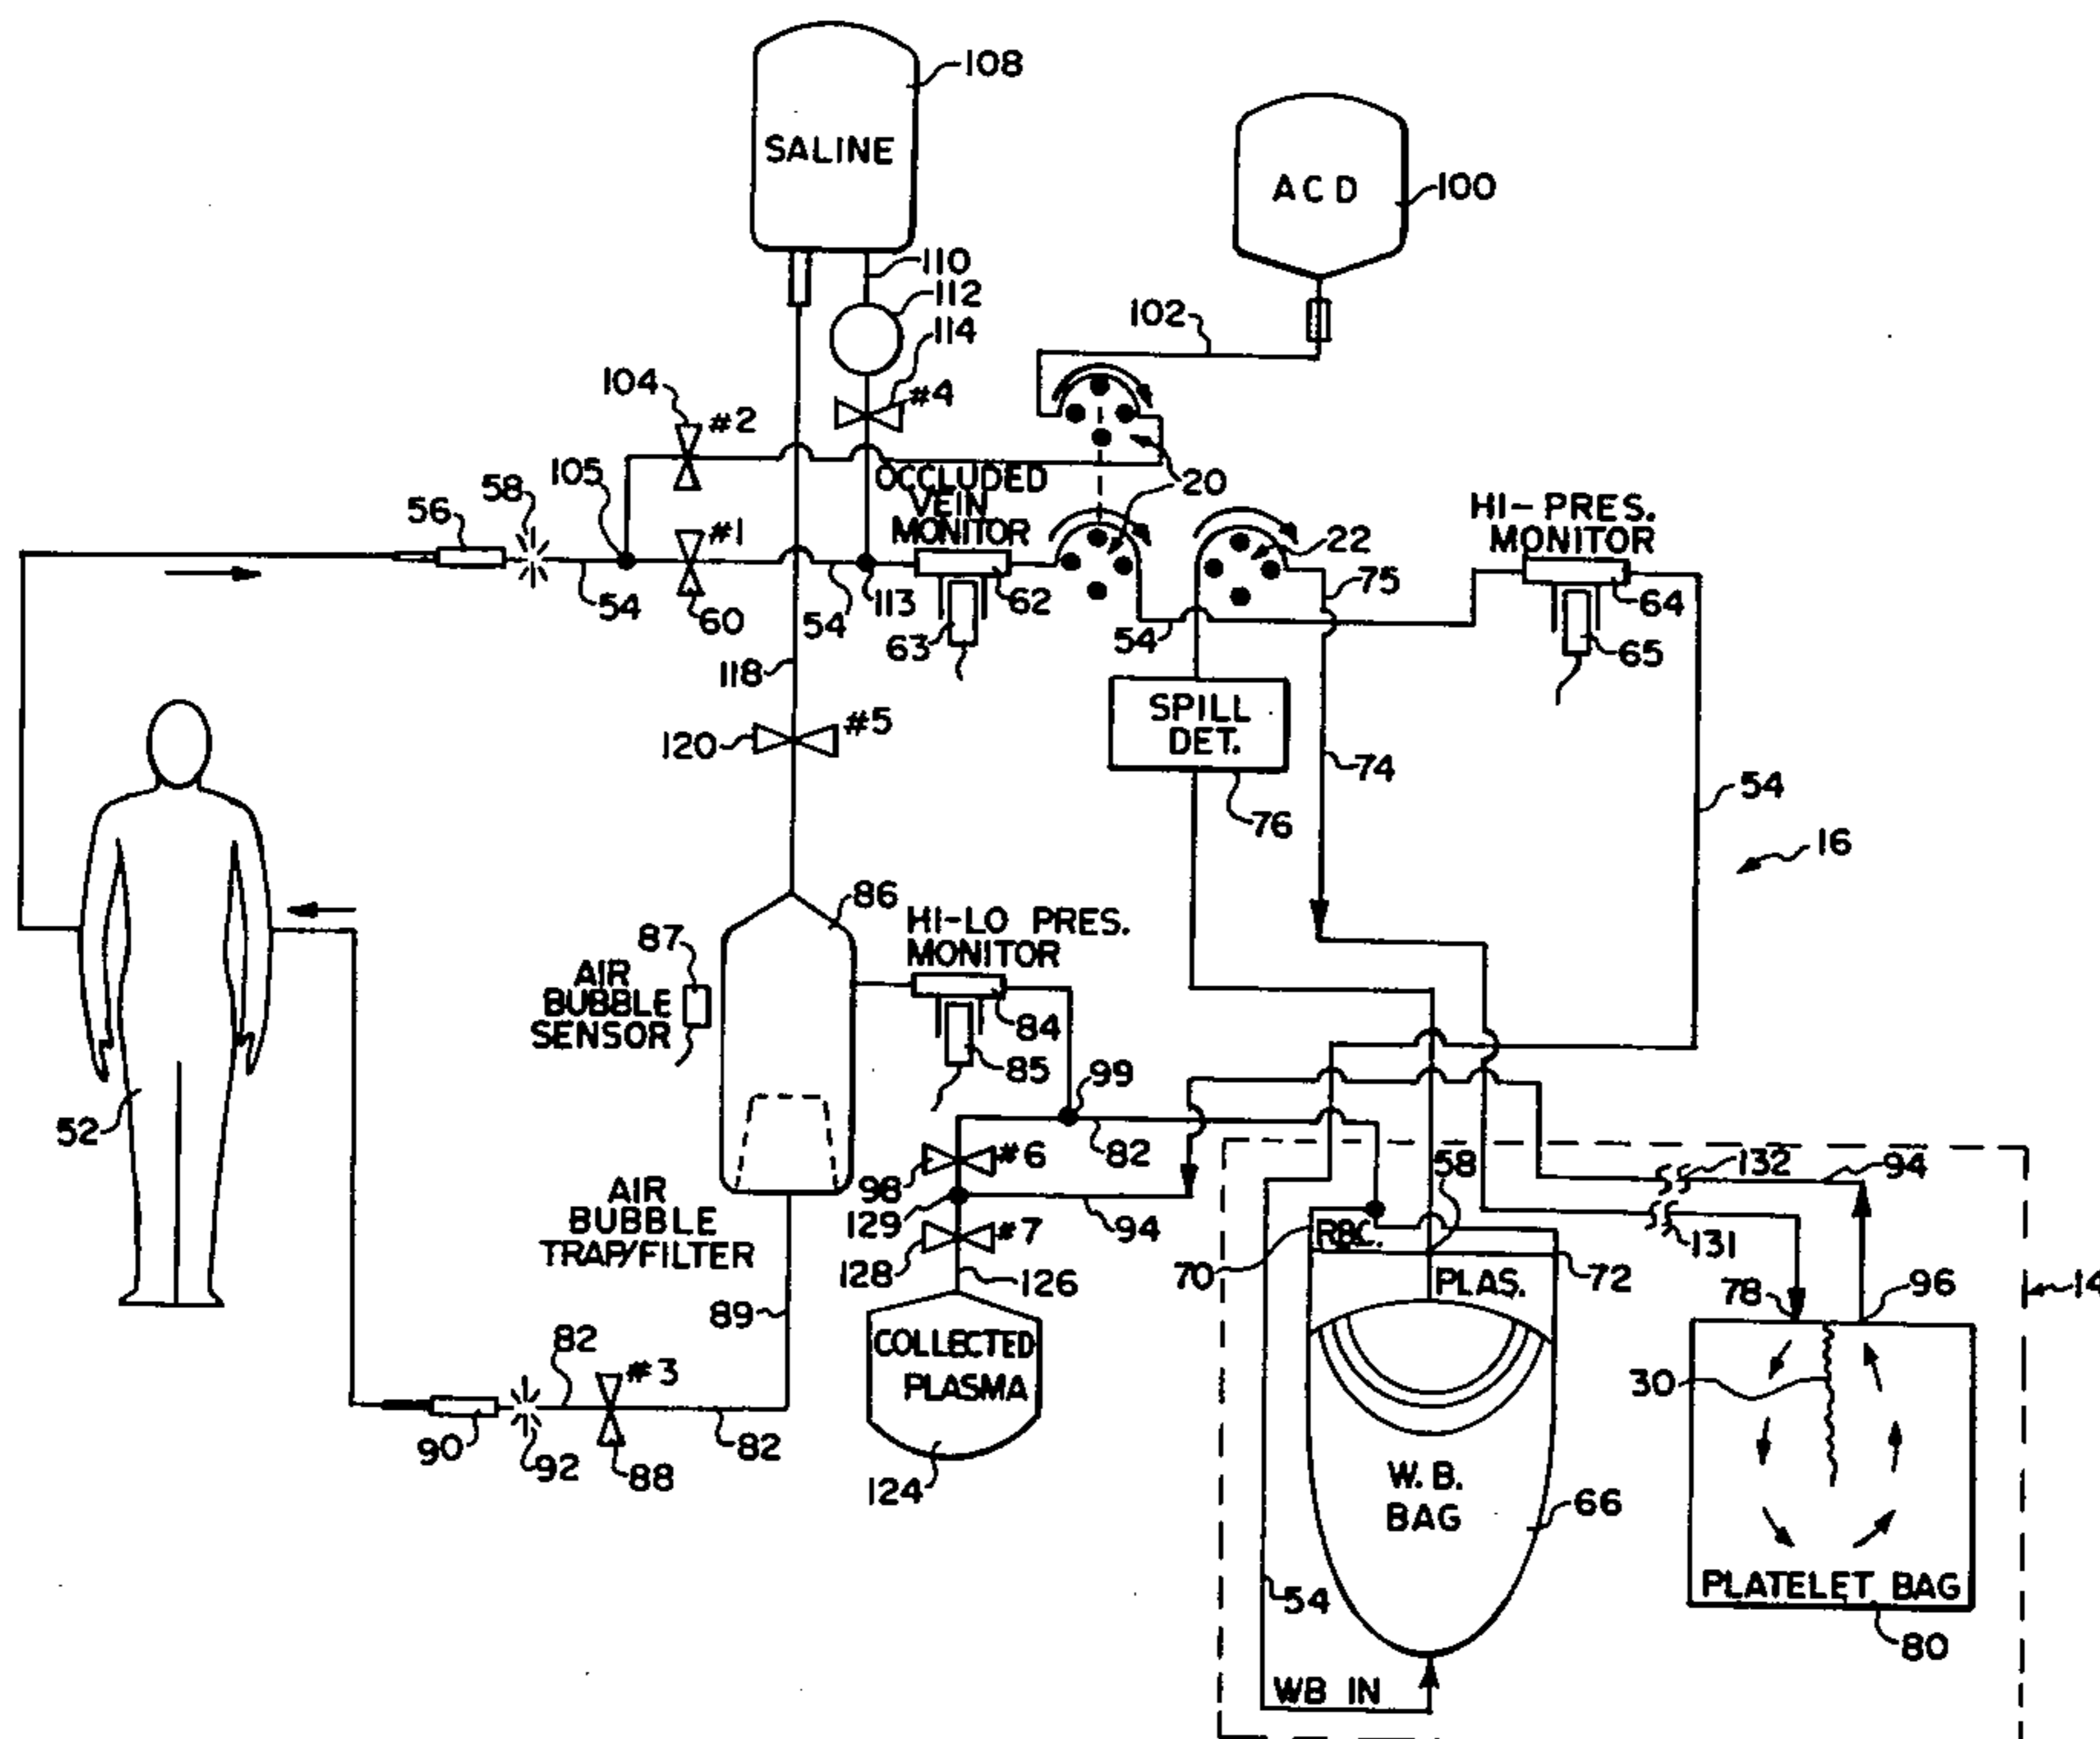 108
SALINE
ACD
100
110
112
102
114
104
#2
#4
105
58
OCCLUDED
VEIN
MONITOR
20
HI-PRES.
MONITOR
56
#1
22
75
54
60
54
113
62
63
54
64
65
118
SPILL
DET.
120
#5
74
54
76
16
86
HI-LO PRES.
MONITOR
87
AIR
BUBBLE
SENSOR
84
85
99
52
82
#6
58
132
94
98
AIR
BUBBLE
TRAP/FILTER
129
94
#7
RBC.
131
128
126
70
PLAS.
72
78
96
14
89
COLLECTED
PLASMA
82
#3
30
90
92
88
82
124
W.B.
BAG
66
54
PLATELET BAG
80
WB IN